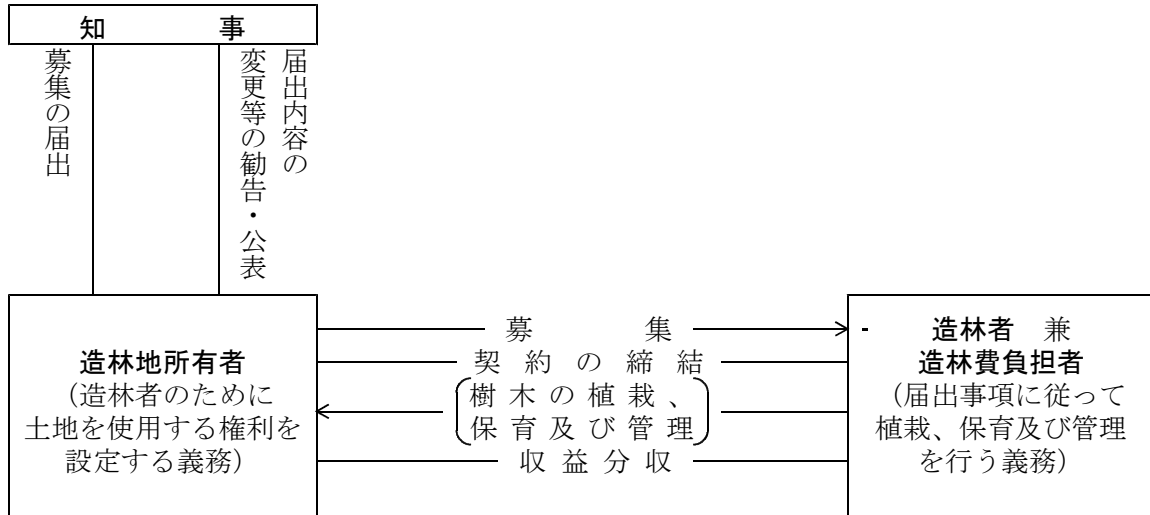 知　　　事
募集の届出
届出内容の
変更等の勧告・公表
造林地所有者
（造林者のために
土地を使用する権利を
設定する義務）
募　　　集
契約の締結
樹木の植栽、
保育及び管理
収益分収
造林者　兼
造林費負担者
（届出事項に従って
植栽、保育及び管理
を行う義務）